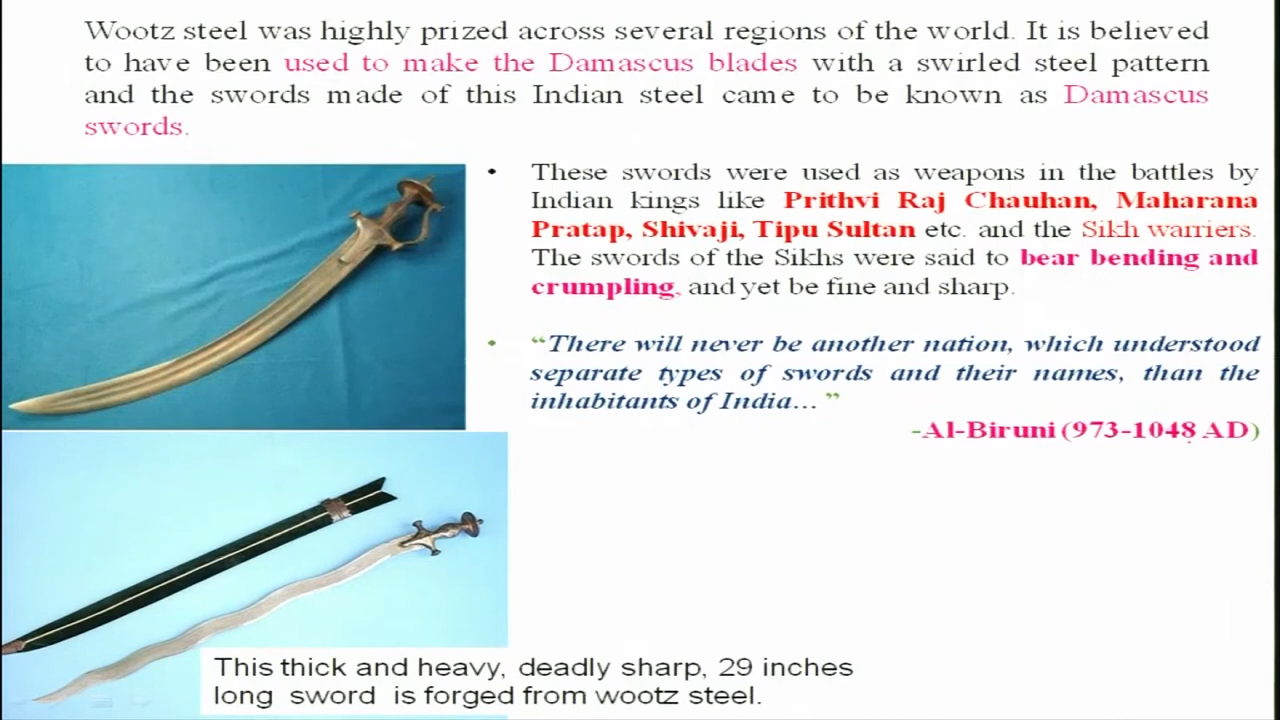 Wootz steel was highly prized across several regions of the world. It is believed
to have been used to make the Damascus blades with a swirled steel pattern
and the swords made of this Indian steel came to be known as Damascus
swords.
• These swords were used as weapons in the battles by
Indian kings like Prithvi Raj Chauhan, Maharana
Pratap, Shivaji, Tipu Sultan etc. and the Sikh warriers.
The swords of the Sikhs were said to bear bending and
crumpling, and yet be fine and sharp.
• “There will never be another nation, which understood
separate types of swords and their names, than the
inhabitants of India... ”
-Al-Biruni (973-1048 AD)
This thick and heavy, deadly sharp, 29 inches
long sword is forged from wootz steel.